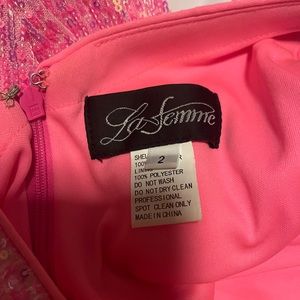 La Femme
2
100%
100% POLYESTER
DO NOT WASH
DO NOT DRY CLEAN
PROFESSIONAL
SPOT CLEAN ONLY
MADE IN CHINA